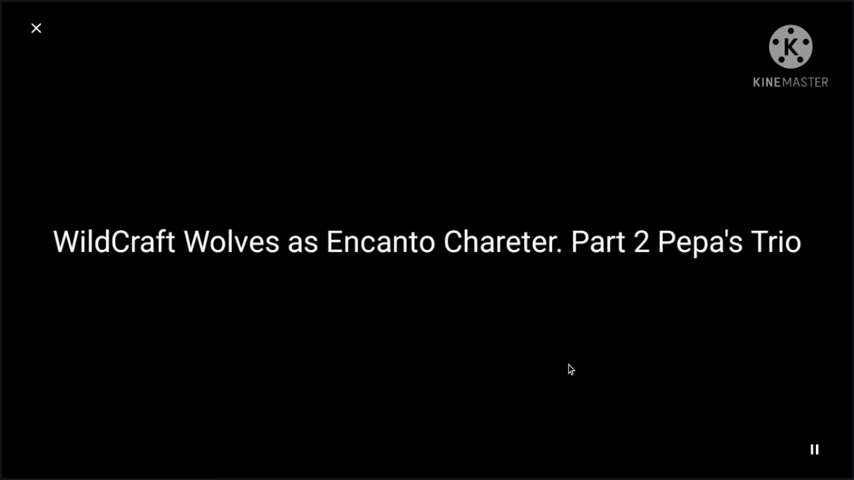 K
KINEMASTER
WildCraft Wolves as Encanto Chareter. Part 2 Pepa's Trio